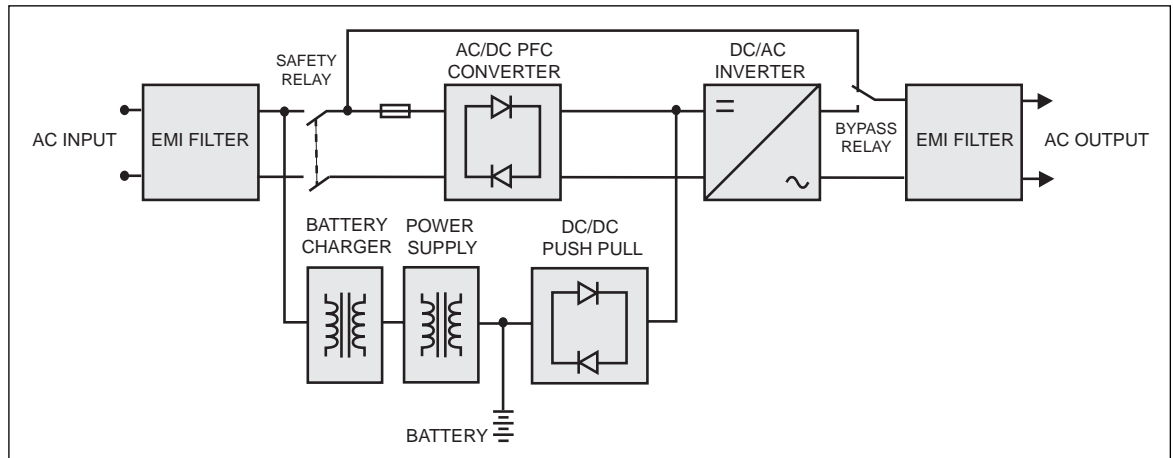 SAFETY
RELAY
AC/DC PFC
CONVERTER
DC/AC
INVERTER
AC INPUT
EMI FILTER
BYPASS
RELAY
EMI FILTER
AC OUTPUT
BATTERY
CHARGER
POWER
SUPPLY
DC/DC
PUSH PULL
BATTERY